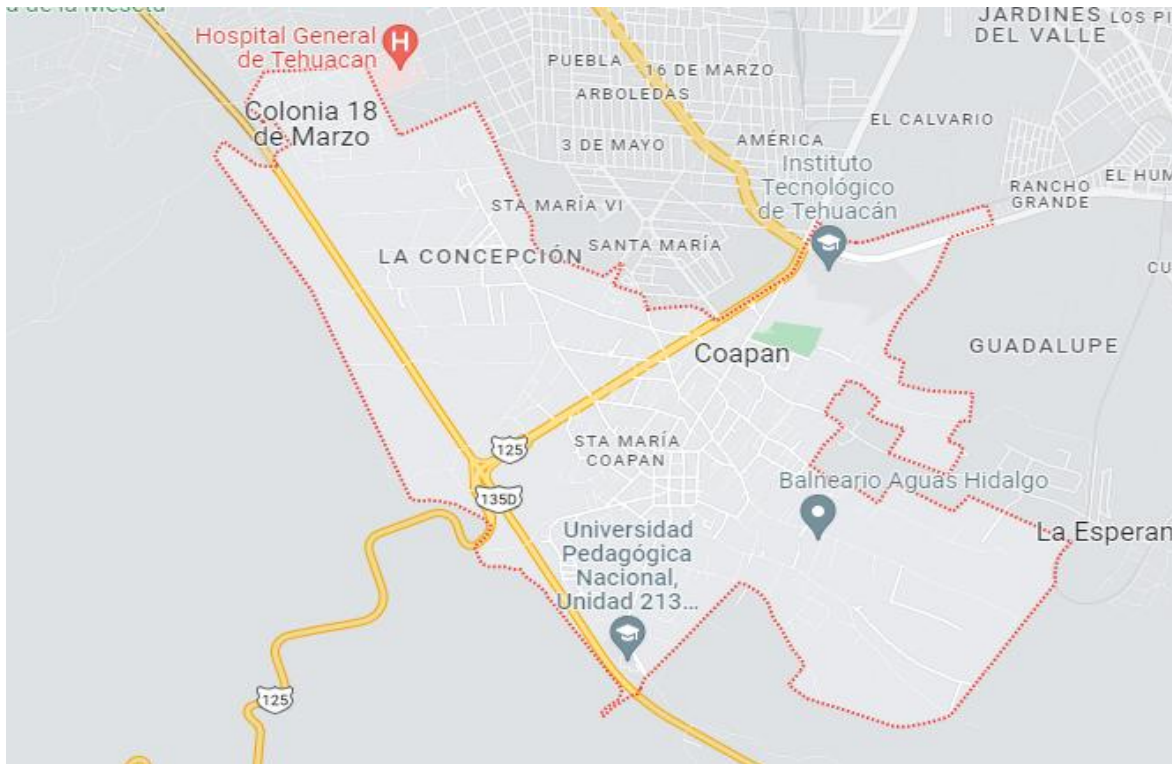 de la Meseta
Hospital General
de Tehuacan
H
JARDINES
DEL VALLE
LOS
PUEBLA
16 DE MARZO
ARBOLEDAS
Colonia 18
de Marzo
3 DE MAYO
AMÉRICA
EL CALVARIO
Instituto
Tecnológico
de Tehuacán
RANCHO
GRANDE
EL HUM
STA MARÍA VI
SANTA MARÍA
LA CONCEPCIÓN
CU
Coapan
GUADALUPE
125
STA MARÍA
COAPAN
135D
Balneario Aguas Hidalgo
La Esperan
Universidad
Pedagógica
Nacional,
Unidad 213...
125